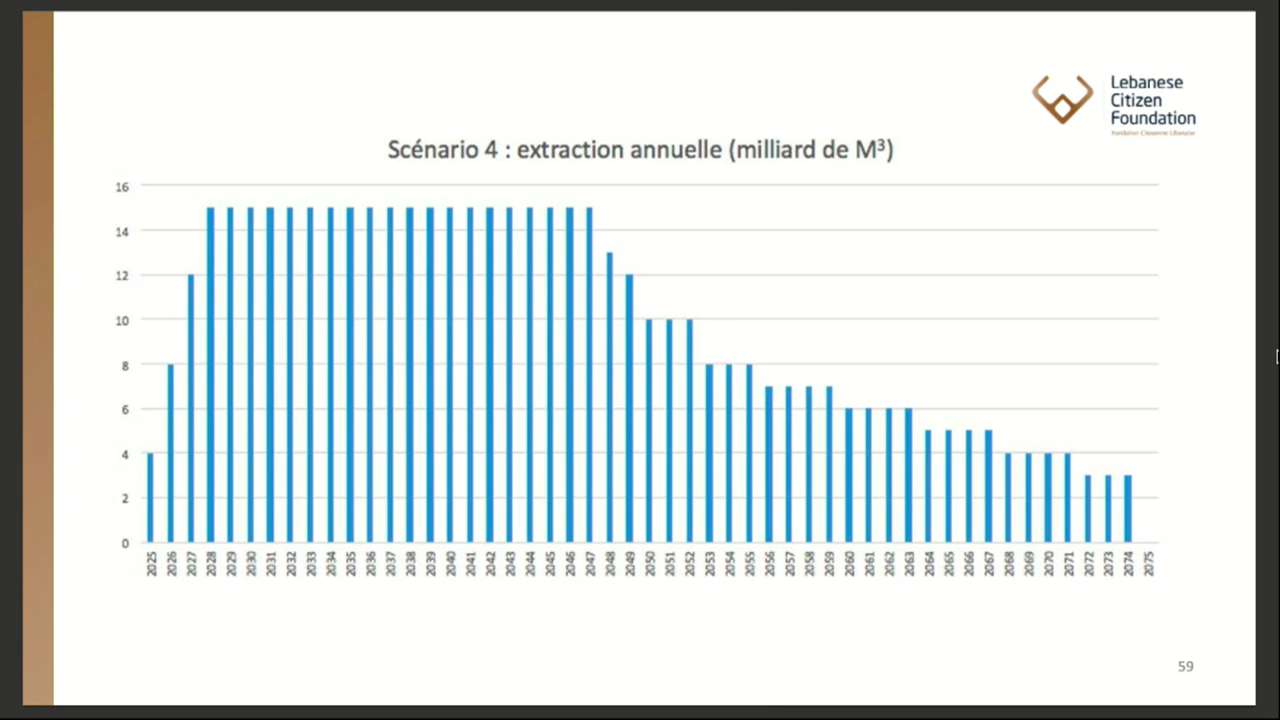 Lebanese
Citizen
Foundation
Fondation Citoyenne Libanaise
Scénario 4 : extraction annuelle (milliard de M³)
16
14
12
10
8
6
4
2
0
2025 2026 2027 2028 2029 2030 2031 2032 2033 2034 2035 2036 2037 2038 2039 2040 2041 2042 2043 2044 2045 2046 2047 2048 2049 2050 2051 2052 2053 2054 2055 2056 2057 2058 2059 2060 2061 2062 2063 2064 2065 2066 2067 2068 2069 2070 2071 2072 2073 2074 2075
59